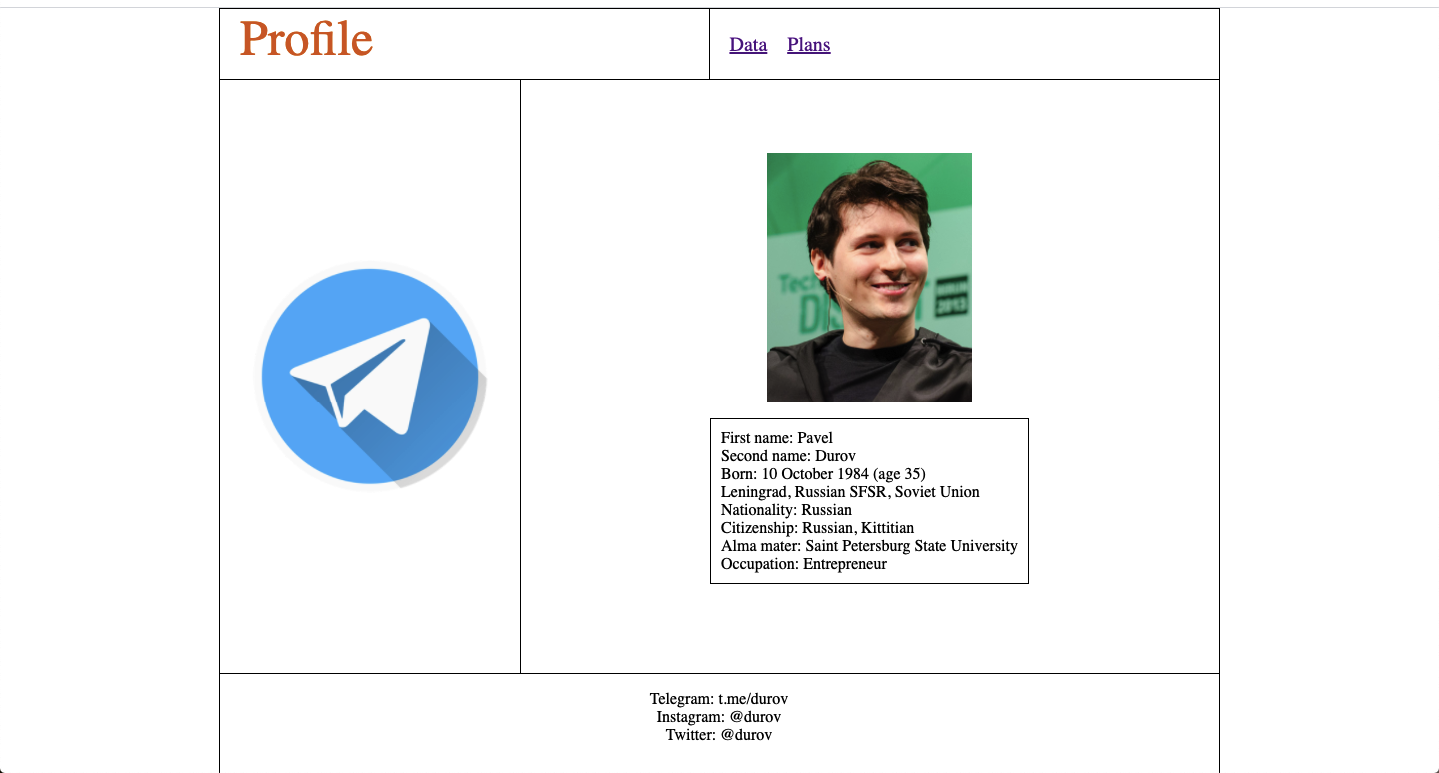 Profile
Data Plans
First name: Pavel
Second name: Durov
Born: 10 October 1984 (age 35)
Leningrad, Russian SFSR, Soviet Union
Nationality: Russian
Citizenship: Russian, Kittitian
Alma mater: Saint Petersburg State University
Occupation: Entrepreneur
Telegram: t.me/durov
Instagram: @durov
Twitter: @durov